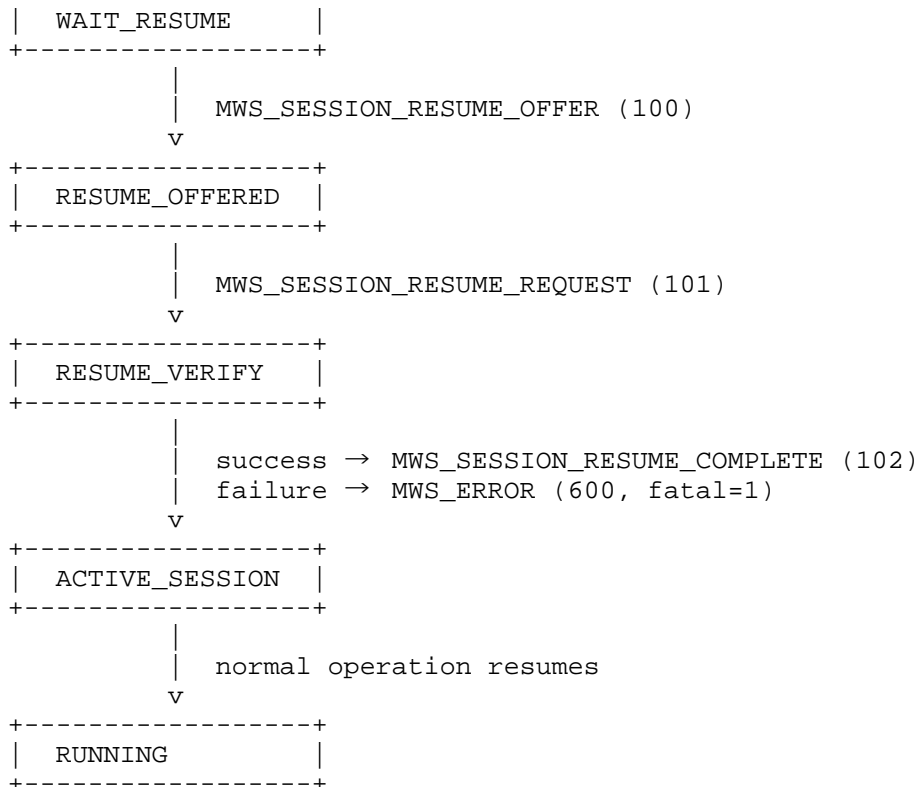 |  WAIT_RESUME      |
+------------------+
|
|  MWS_SESSION_RESUME_OFFER (100)
v
+------------------+
|  RESUME_OFFERED  |
+------------------+
|
|  MWS_SESSION_RESUME_REQUEST (101)
v
+------------------+
|  RESUME_VERIFY   |
+------------------+
|
|  success → MWS_SESSION_RESUME_COMPLETE (102)
|  failure → MWS_ERROR (600, fatal=1)
v
+------------------+
|  ACTIVE_SESSION  |
+------------------+
|
|  normal operation resumes
v
+------------------+
|  RUNNING         |
+------------------+